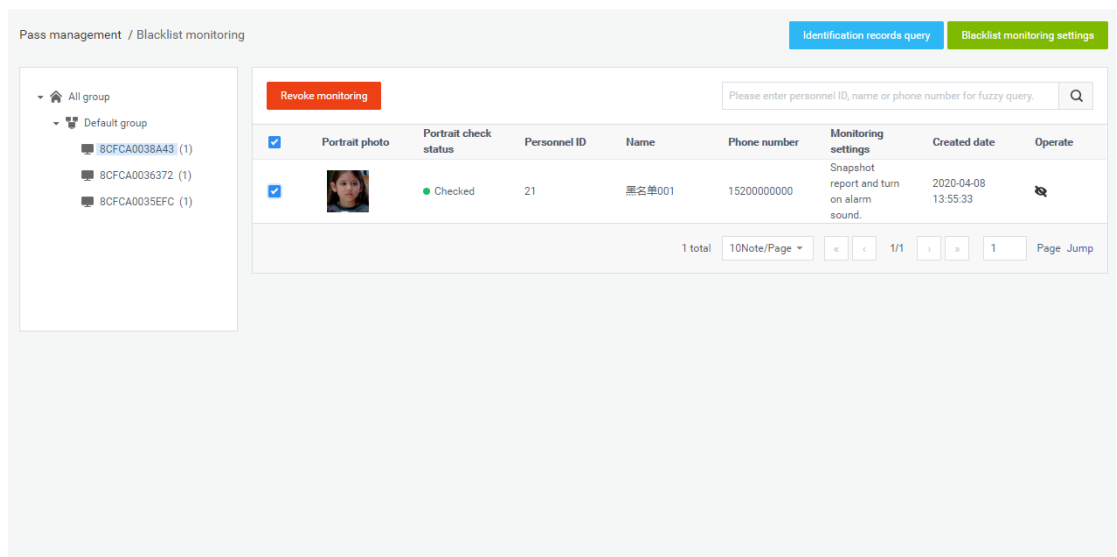 Pass management / Blacklist monitoring
Identification records query
Blacklist monitoring settings
All group
Default group
8CFCA0038A43 (1)
8CFCA0036372 (1)
8CFCA0035EFC (1)
Revoke monitoring
Please enter personnel ID, name or phone number for fuzzy query.
Portrait photo
Portrait check
status
Personnel ID
Name
Phone number
Monitoring
settings
Created date
Operate
Checked
21
黑名单001
15200000000
Snapshot
report and turn
on alarm
sound.
2020-04-08
13:55:33
1 total
10Note/Page
«
‹
1/1
›
»
1
Page Jump